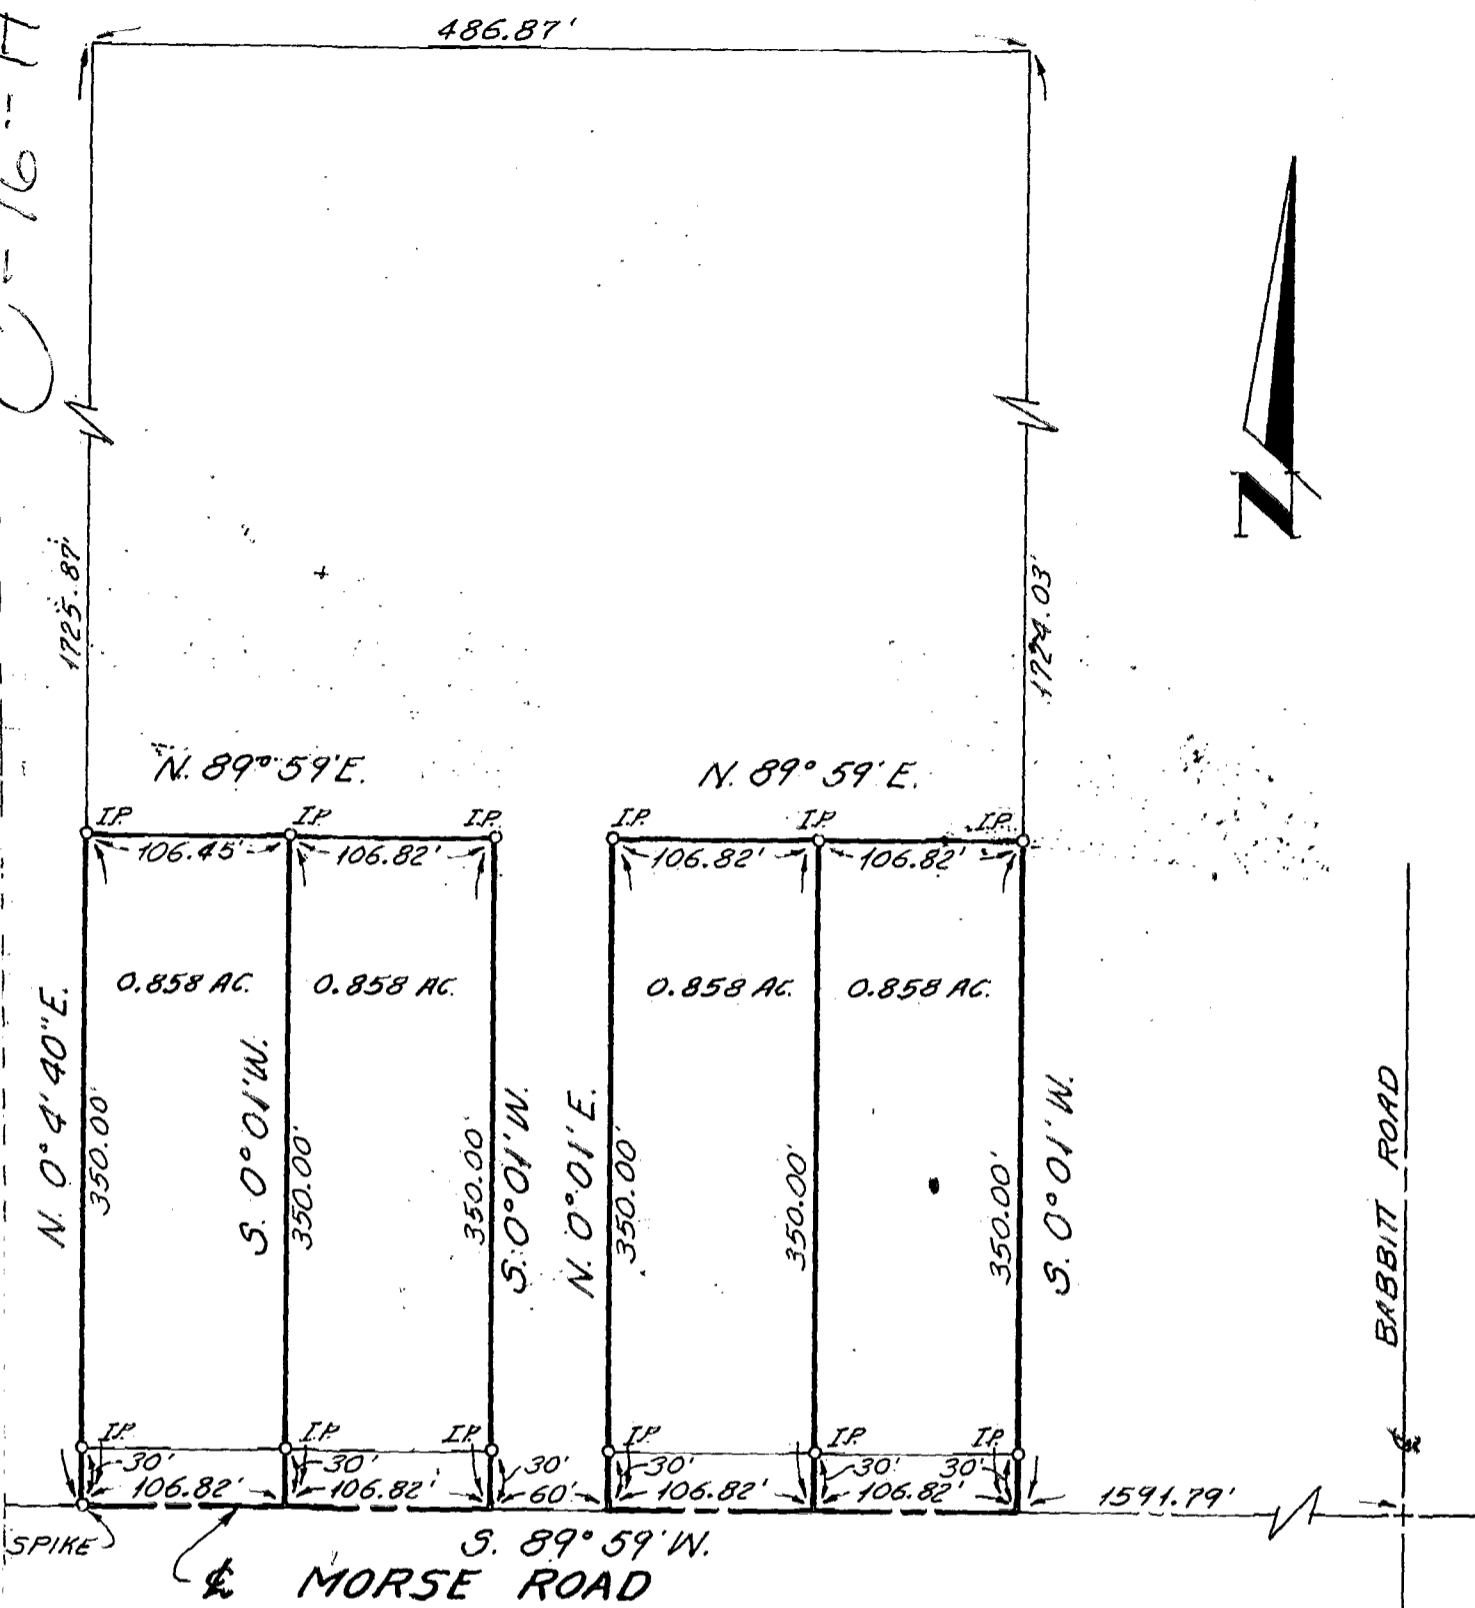 C-16-H
486.87'
1725.87'
1724.03'
N
N. 89° 59' E.
N. 89° 59' E.
I.P. I.P. I.P. I.P. I.P. I.P.
106.45' 106.82' 106.82' 106.82'
0.858 AC. 0.858 AC. 0.858 AC. 0.858 AC.
N. 0° 4' 40" E.
350.00'
S. 0° 01' W.
350.00'
350.00'
S. 0° 01' W.
N. 0° 01' E.
350.00'
350.00'
350.00'
S. 0° 01' W.
BABBITT ROAD
℄
I.P. I.P. I.P. I.P. I.P. I.P.
30' 30' 30' 30' 30' 30'
106.82' 106.82' 60' 106.82' 106.82' 1591.79'
SPIKE
S. 89° 59' W.
℄ MORSE ROAD